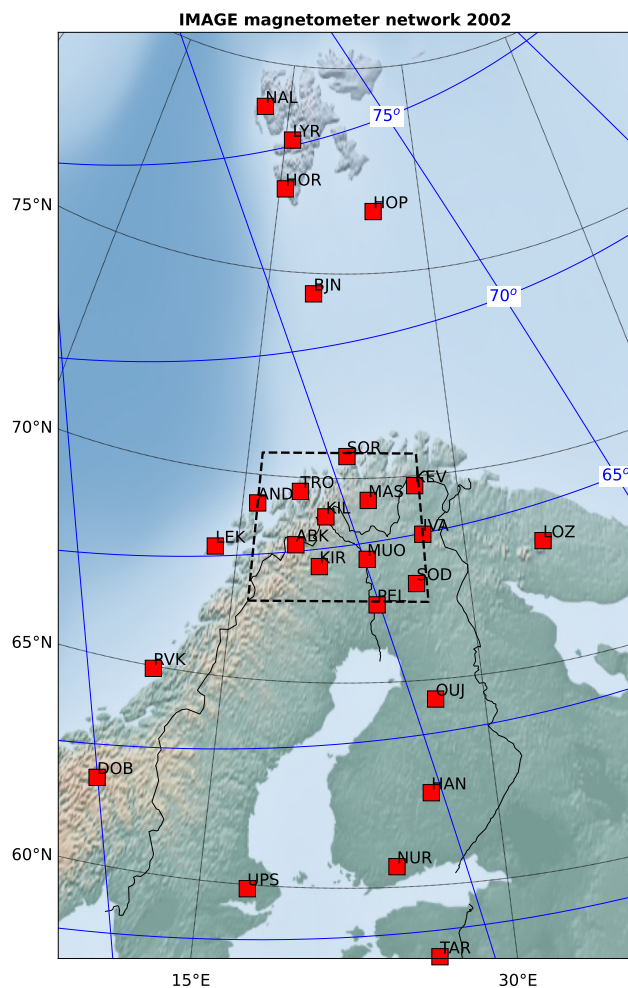 IMAGE magnetometer network 2002
NAL
75°
LYR
HOR
75°N
HOP
BJN
70°
70°N
SOR
65°
KEV
TRO
MAS
AND
KIL
IVA
LOZ
LEK
ABK
MUO
KIR
SOD
PEL
65°N
RVK
OUJ
DOB
HAN
60°N
NUR
UPS
TAR
15°E
30°E